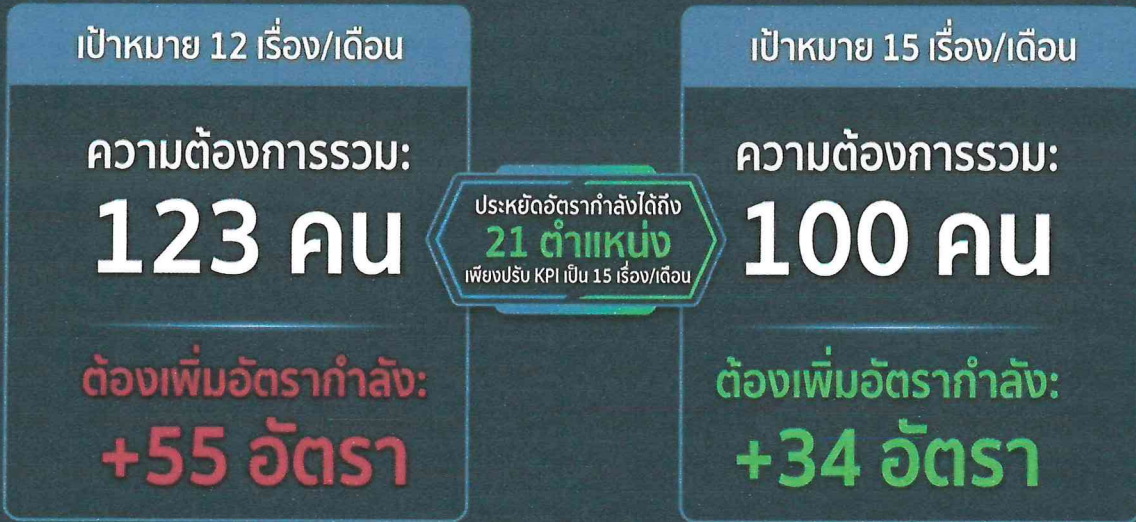 เป้าหมาย 12 เรื่อง/เดือน
ความต้องการรวม:
123 คน
ต้องเพิ่มอัตรากำลัง:
+55 อัตรา
ประหยัดอัตรากำลังได้ถึง
21 ตำแหน่ง
เพียงปรับ KPI เป็น 15 เรื่อง/เดือน
เป้าหมาย 15 เรื่อง/เดือน
ความต้องการรวม:
100 คน
ต้องเพิ่มอัตรากำลัง:
+34 อัตรา